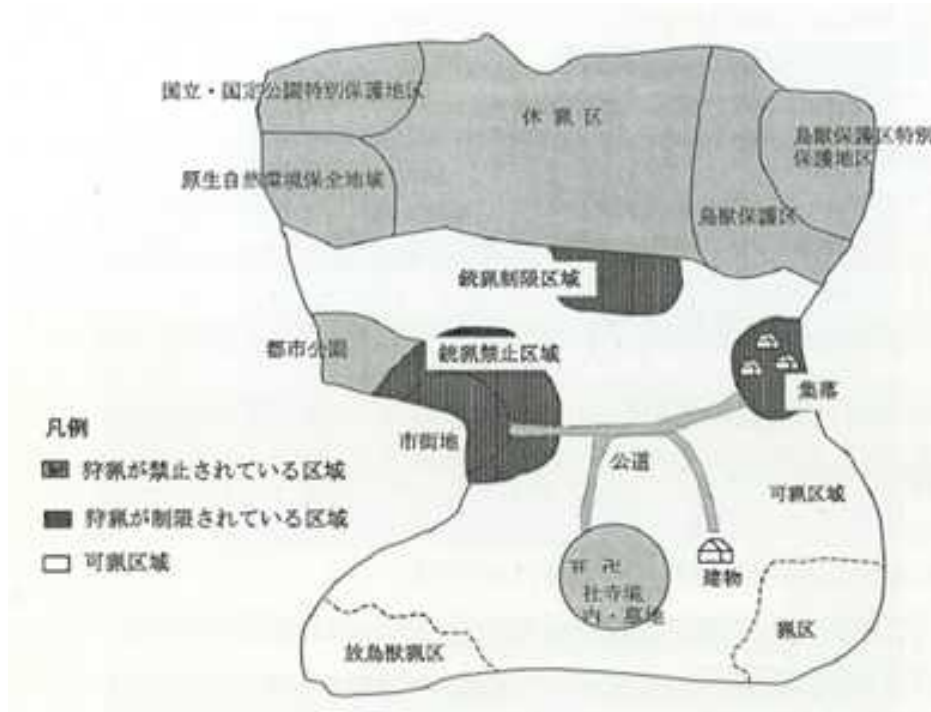 国立・国定公園特別保護地区
休猟区
鳥獣保護区特別
保護地区
原生自然環境保全地域
鳥獣保護区
銃猟制限区域
都市公園
銃猟禁止区域
集落
凡例
市街地
公道
狩猟が禁止されている区域
可猟区域
狩猟が制限されている区域
可猟区域
建物
卍
社寺境
内・墓地
猟区
放鳥獣猟区